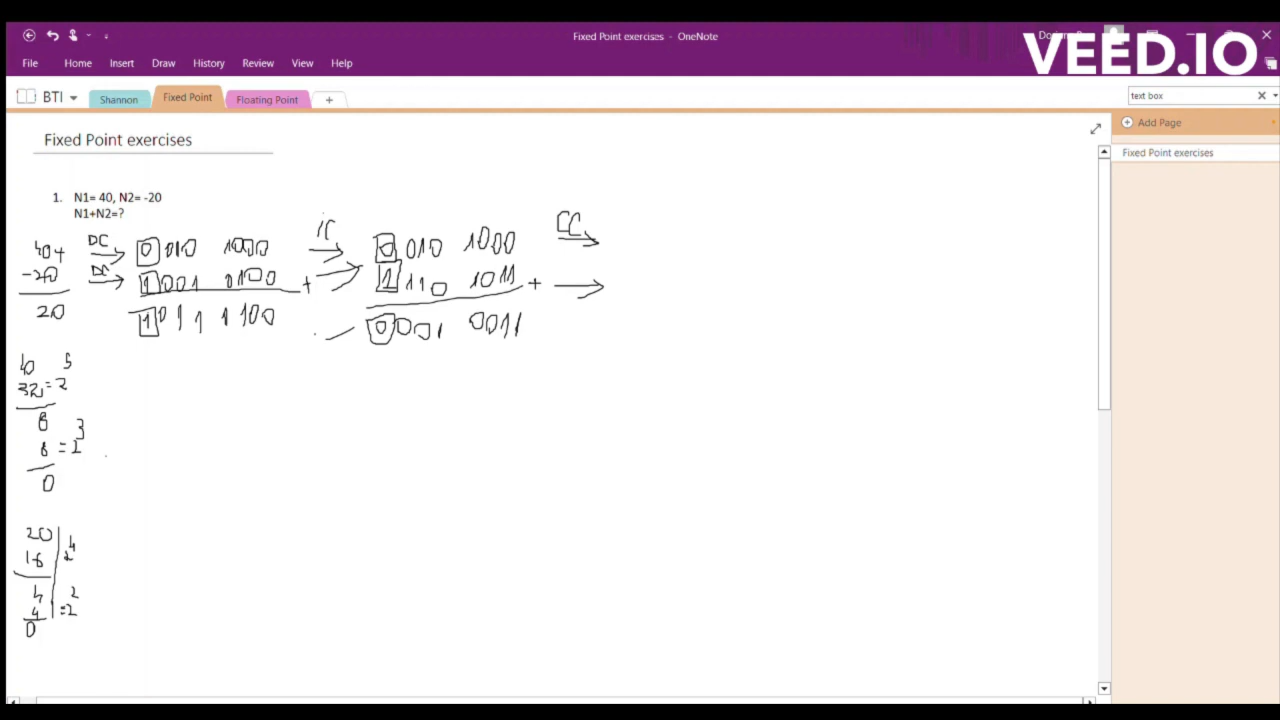 Fixed Point exercises - OneNote
VEED.IO
File Home Insert Draw History Review View Help
BTI Shannon Fixed Point Floating Point +
text box
Add Page
Fixed Point exercises
Fixed Point exercises
1. N1= 40, N2= -20
N1+N2=?
40+ DC 0 010 1000 IC 0 010 1000 CC
-20 DC 1 001 0100 + 1 110 1011 +
20 1 011 1 100 0 001 0011
40 5
32=2
8 3
8 =2
0
20
16 2 4
4 2
4 =2
0